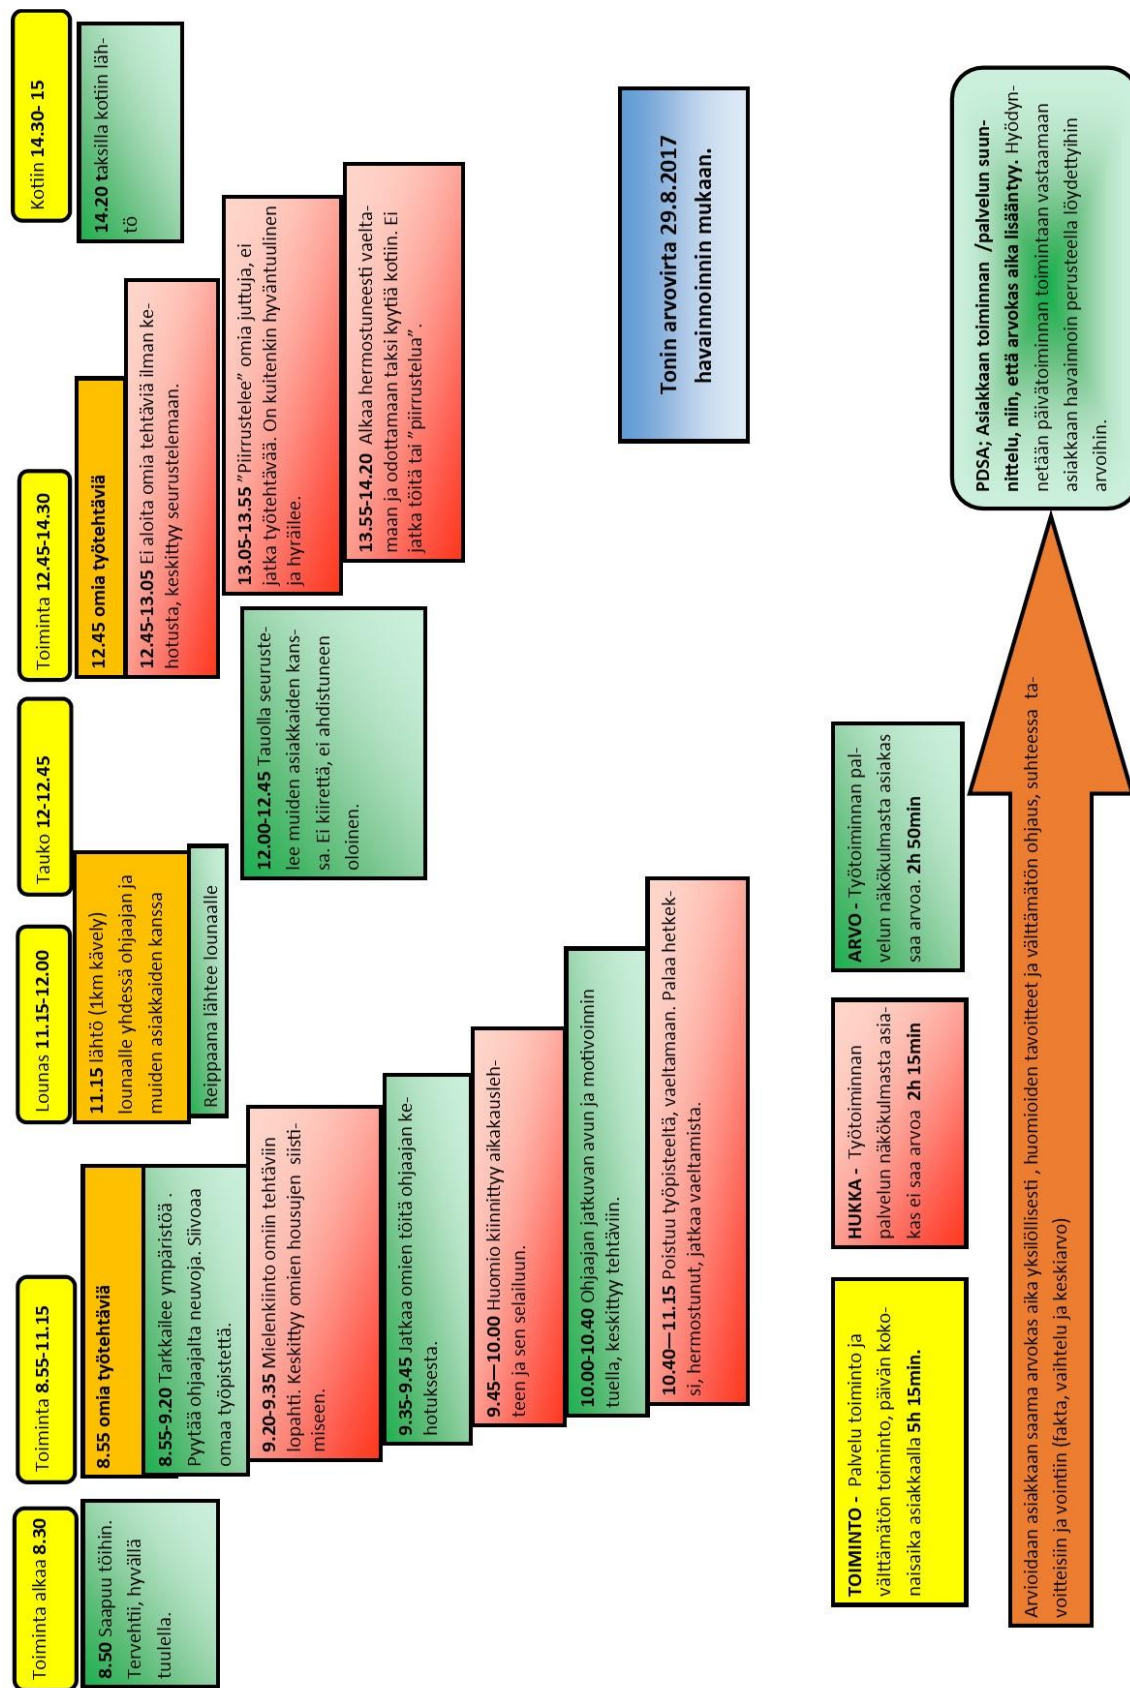 Toiminta alkaa 8.30
8.50 Saapuu töihin.
Tervehtii, hyvällä
tuulella.
Toiminta 8.55-11.15
8.55 omia työtehtäviä
8.55-9.20 Tarkkailee ympäristöä .
Pyytää ohjaajalta neuvoja. Siivoaa
omaa työpistettä.
9.20-9.35 Mielenkiinto omiin tehtäviin
lopahti. Keskittyy omien housujen siisti-
miseen.
9.35-9.45 Jatkaa omien töitä ohjaajan ke-
hotuksesta.
9.45—10.00 Huomio kiinnittyy aikakausleh-
teen ja sen selailuun.
10.00-10.40 Ohjaajan jatkuvan avun ja motivoinnin
tuella, keskittyy tehtäviin.
10.40—11.15 Poistuu työpisteeltä, vaeltamaan. Palaa hetkek-
si, hermostunut, jatkaa vaeltamista.
Lounas 11.15-12.00
11.15 lähtö (1km kävely)
lounaalle yhdessä ohjaajan ja
muiden asiakkaiden kanssa
Reippaana lähtee lounaalle
Tauko 12-12.45
12.00-12.45 Tauolla seuruste-
lee muiden asiakkaiden kans-
sa. Ei kiirettä, ei ahdistuneen
oloinen.
Toiminta 12.45-14.30
12.45 omia työtehtäviä
12.45-13.05 Ei aloita omia tehtäviä ilman ke-
hotusta, keskittyy seurustelemaan.
13.05-13.55 "Piirrustelee" omia juttuja, ei
jatka työtehtävää. On kuitenkin hyväntuulinen
ja hyräilee.
13.55-14.20 Alkaa hermostuneesti vaelta-
maan ja odottamaan taksi kyytiä kotiin. Ei
jatka töitä tai "piirrustelua".
Kotiin 14.30- 15
14.20 taksilla kotiin läh-
tö
Tonin arvovirta 29.8.2017
havainnoinnin mukaan.
TOIMINTO - Palvelu toiminto ja
välttämätön toiminto, päivän koko-
naisaika asiakkaalla 5h 15min.
HUKKA - Työtoiminnan
palvelun näkökulmasta asia-
kas ei saa arvoa 2h 15min
ARVO - Työtoiminnan pal-
velun näkökulmasta asiakas
saa arvoa. 2h 50min
Arvioidaan asiakkaan saama arvokas aika yksilöllisesti , huomioiden tavoitteet ja välttämätön ohjaus, suhteessa ta-
voitteisiin ja vointiin (fakta, vaihtelu ja keskiarvo)
PDSA; Asiakkaan toiminnan /palvelun suun-
nittelu, niin, että arvokas aika lisääntyy. Hyödyn-
netään päivätoiminnan toimintaan vastaamaan
asiakkaan havainnoin perusteella löydettyihin
arvoihin.